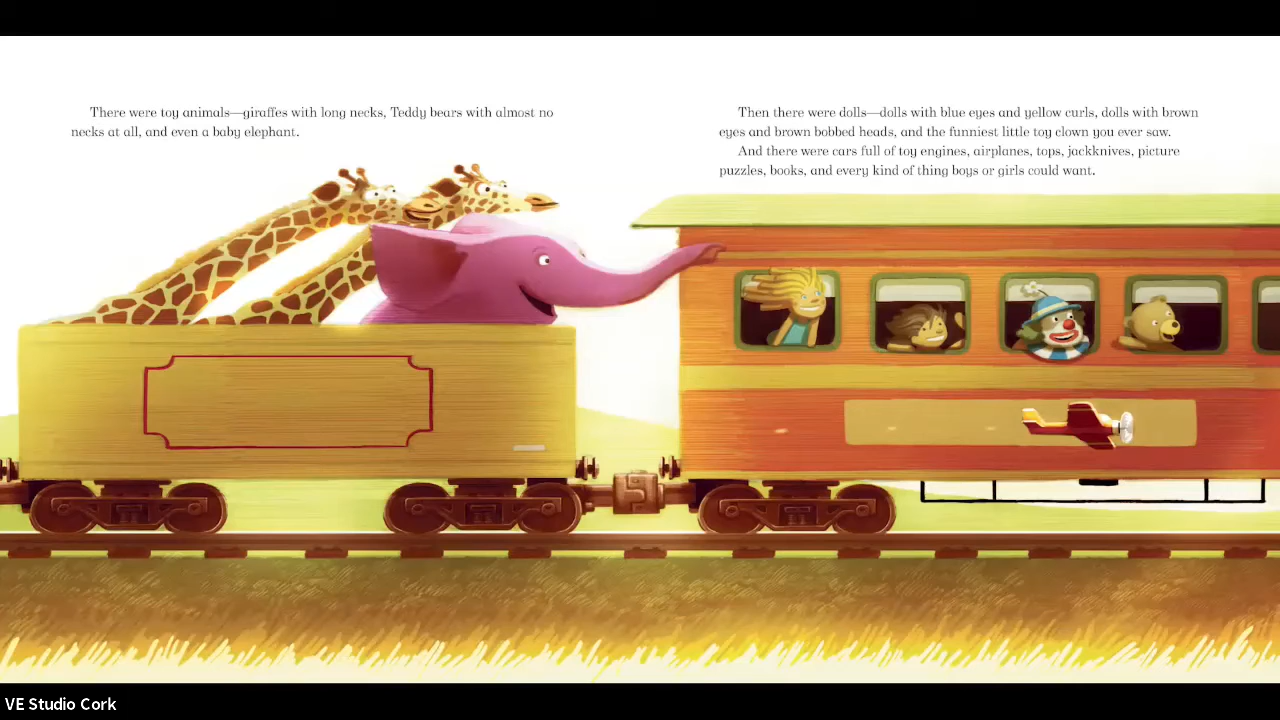 There were toy animals—giraffes with long necks, Teddy bears with almost no
necks at all, and even a baby elephant.
Then there were dolls—dolls with blue eyes and yellow curls, dolls with brown
eyes and brown bobbed heads, and the funniest little toy clown you ever saw.
And there were cars full of toy engines, airplanes, tops, jackknives, picture
puzzles, books, and every kind of thing boys or girls could want.
VE Studio Cork